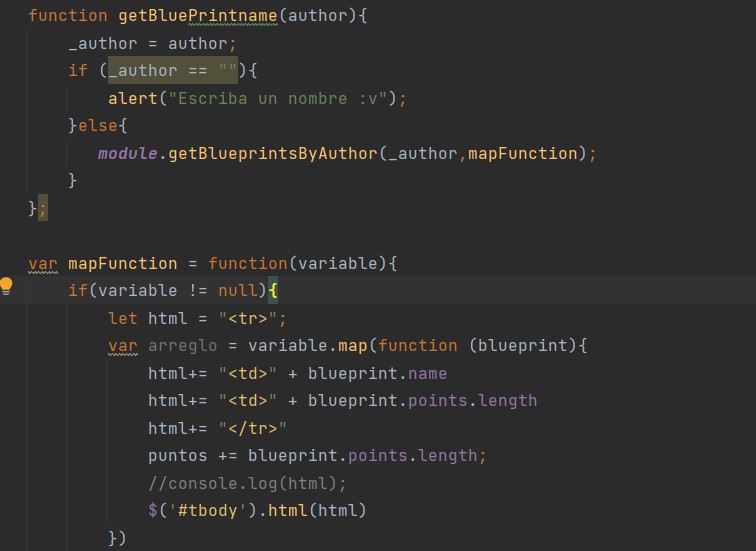 function getBluePrintname(author){
_author = author;
if (_author == ""){
alert("Escriba un nombre :v");
}else{
module.getBlueprintsByAuthor(_author,mapFunction);
}
};
var mapFunction = function(variable){
if(variable != null){
let html = "<tr>";
var arreglo = variable.map(function (blueprint){
html+= "<td>" + blueprint.name
html+= "<td>" + blueprint.points.length
html+= "</tr>"
puntos += blueprint.points.length;
//console.log(html);
$('#tbody').html(html)
})